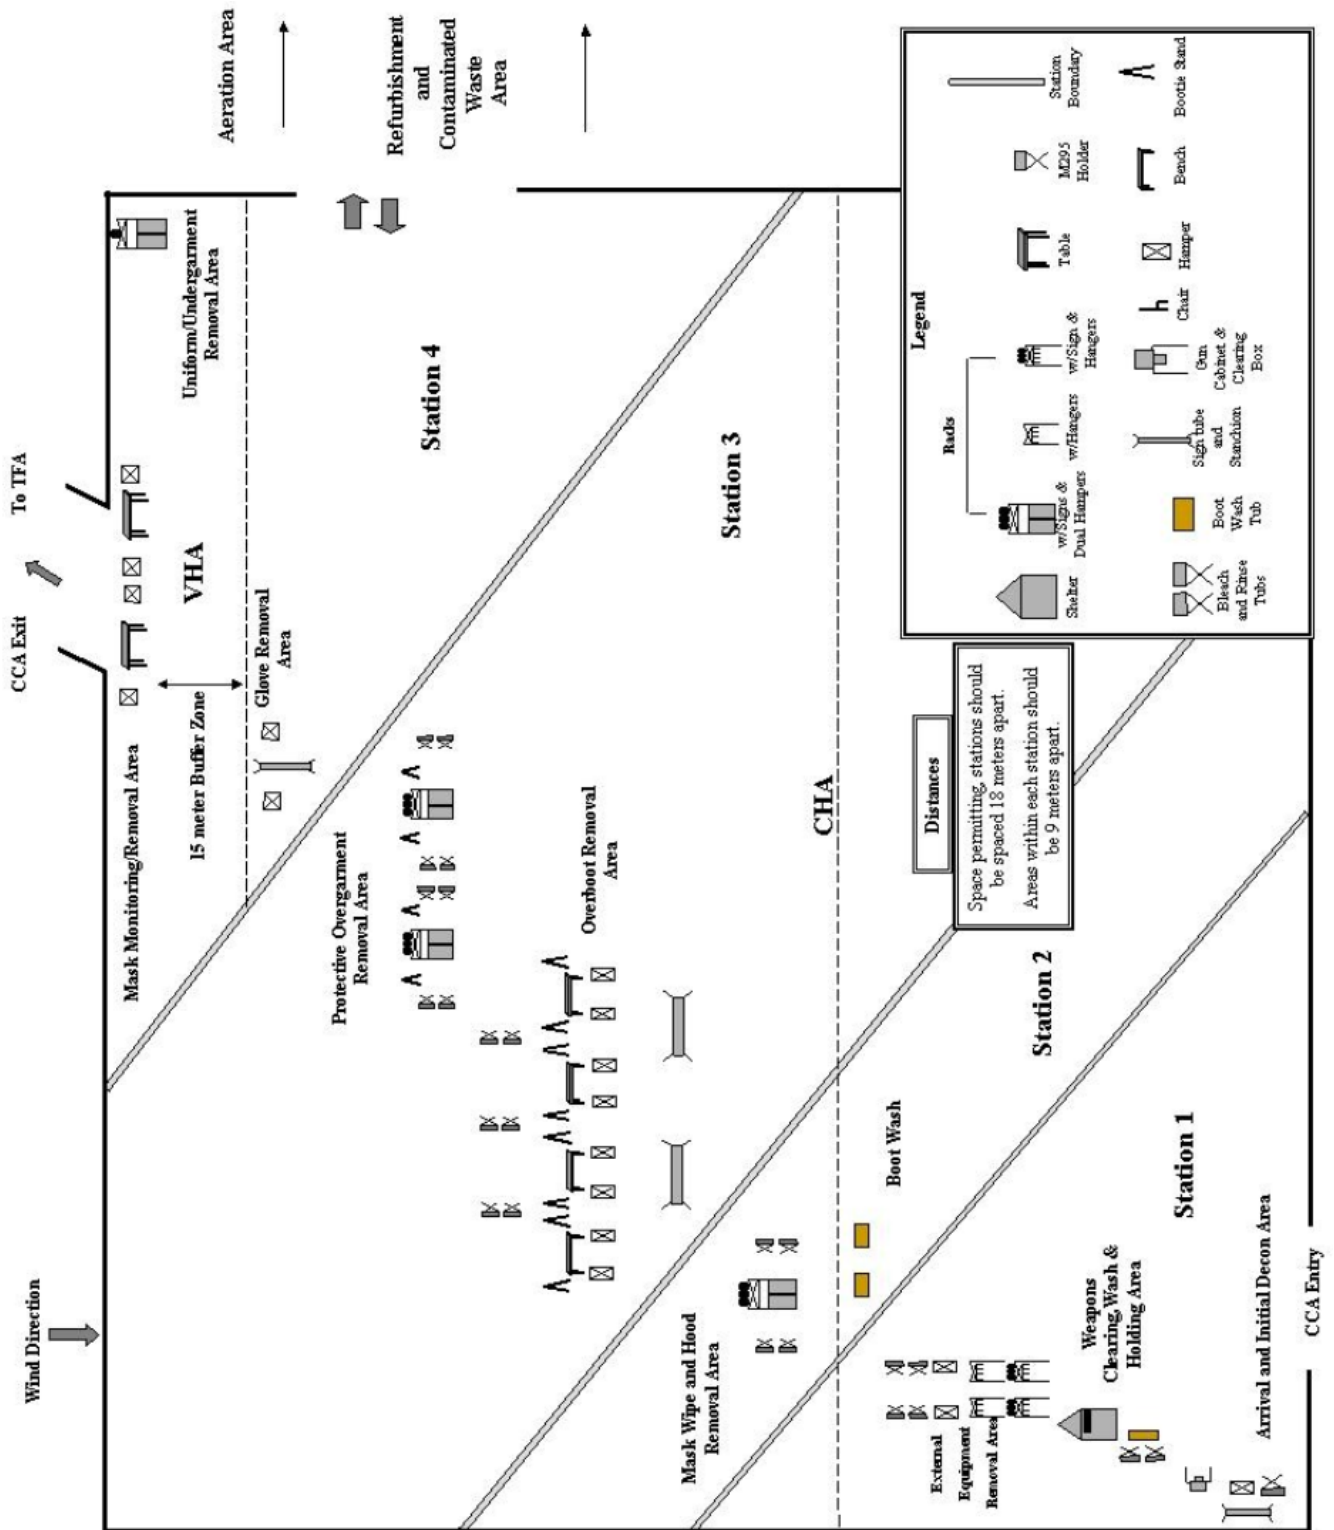 Wind Direction
CCA Exit
To TFA
Aeration Area
Refurbishment
and
Contaminated
Waste
Area
Mask Monitoring/Removal Area
15 meter Buffer Zone
VHA
Uniform/Undergarment
Removal Area
Glove Removal
Area
Station 4
Protective Overgarment
Removal Area
Overboot Removal
Area
Station 3
Mask Wipe and Hood
Removal Area
CHA
Boot Wash
Station 2
External
Equipment
Removal Area
Weapons
Clearing, Wash &
Holding Area
Station 1
Arrival and Initial Decon Area
CCA Entry
Distances
Space permitting, stations should
be spaced 18 meters apart.
Areas within each station should
be 9 meters apart.
Legend
Racks
Shelter
w/Signs &
Dual Hampers
w/Hangers
w/Sign &
Hangers
Table
M295
Holder
Station
Boundary
Bleach
and Rinse
Tubs
Boot
Wash
Tub
Sign tube
and
Stanchion
Gun
Cabinet &
Clearing
Box
Chair
Hamper
Bench
Bootie Stand